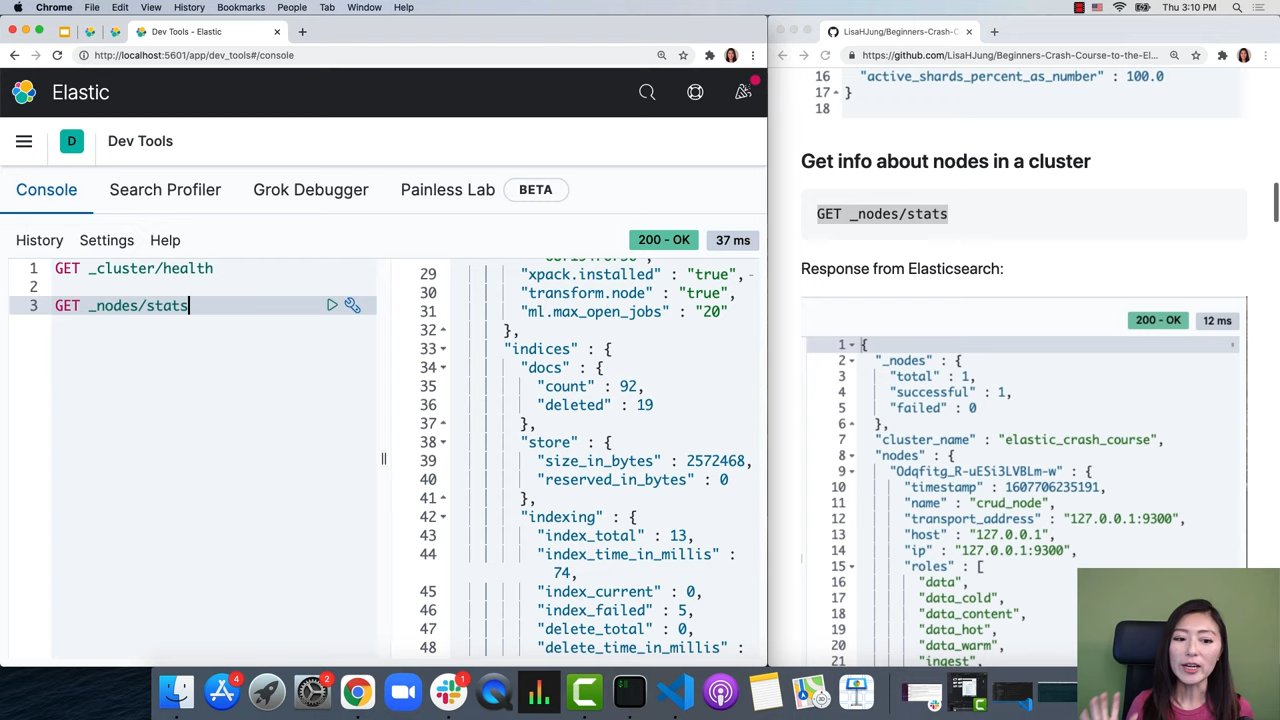 Chrome File Edit View History Bookmarks People Tab Window Help
Thu 3:10 PM
Dev Tools - Elastic
http://localhost:5601/app/dev_tools#/console
Elastic
D
Dev Tools
Console
Search Profiler
Grok Debugger
Painless Lab
BETA
History
Settings
Help
200 - OK
37 ms
1 GET _cluster/health
2
3 GET _nodes/stats
29 "xpack.installed" : "true",
30 "transform.node" : "true",
31 "ml.max_open_jobs" : "20"
32 },
33 "indices" : {
34 "docs" : {
35 "count" : 92,
36 "deleted" : 19
37 },
38 "store" : {
39 "size_in_bytes" : 2572468,
40 "reserved_in_bytes" : 0
41 },
42 "indexing" : {
43 "index_total" : 13,
44 "index_time_in_millis" :
74,
45 "index_current" : 0,
46 "index_failed" : 5,
47 "delete_total" : 0,
48 "delete_time_in_millis" :
LisaHJung/Beginners-Crash-C
https://github.com/LisaHJung/Beginners-Crash-Course-to-the-El...
16 "active_shards_percent_as_number" : 100.0
17 }
18
Get info about nodes in a cluster
GET _nodes/stats
Response from Elasticsearch:
200 - OK
12 ms
1 {
2 "_nodes" : {
3 "total" : 1,
4 "successful" : 1,
5 "failed" : 0
6 },
7 "cluster_name" : "elastic_crash_course",
8 "nodes" : {
9 "Odqfitg_R-uESi3LVBLm-w" : {
10 "timestamp" : 1607706235191,
11 "name" : "crud_node",
12 "transport_address" : "127.0.0.1:9300",
13 "host" : "127.0.0.1",
14 "ip" : "127.0.0.1:9300",
15 "roles" : [
16 "data",
17 "data_cold",
18 "data_content",
19 "data_hot",
20 "data_warm",
21 "ingest",
4
2
1